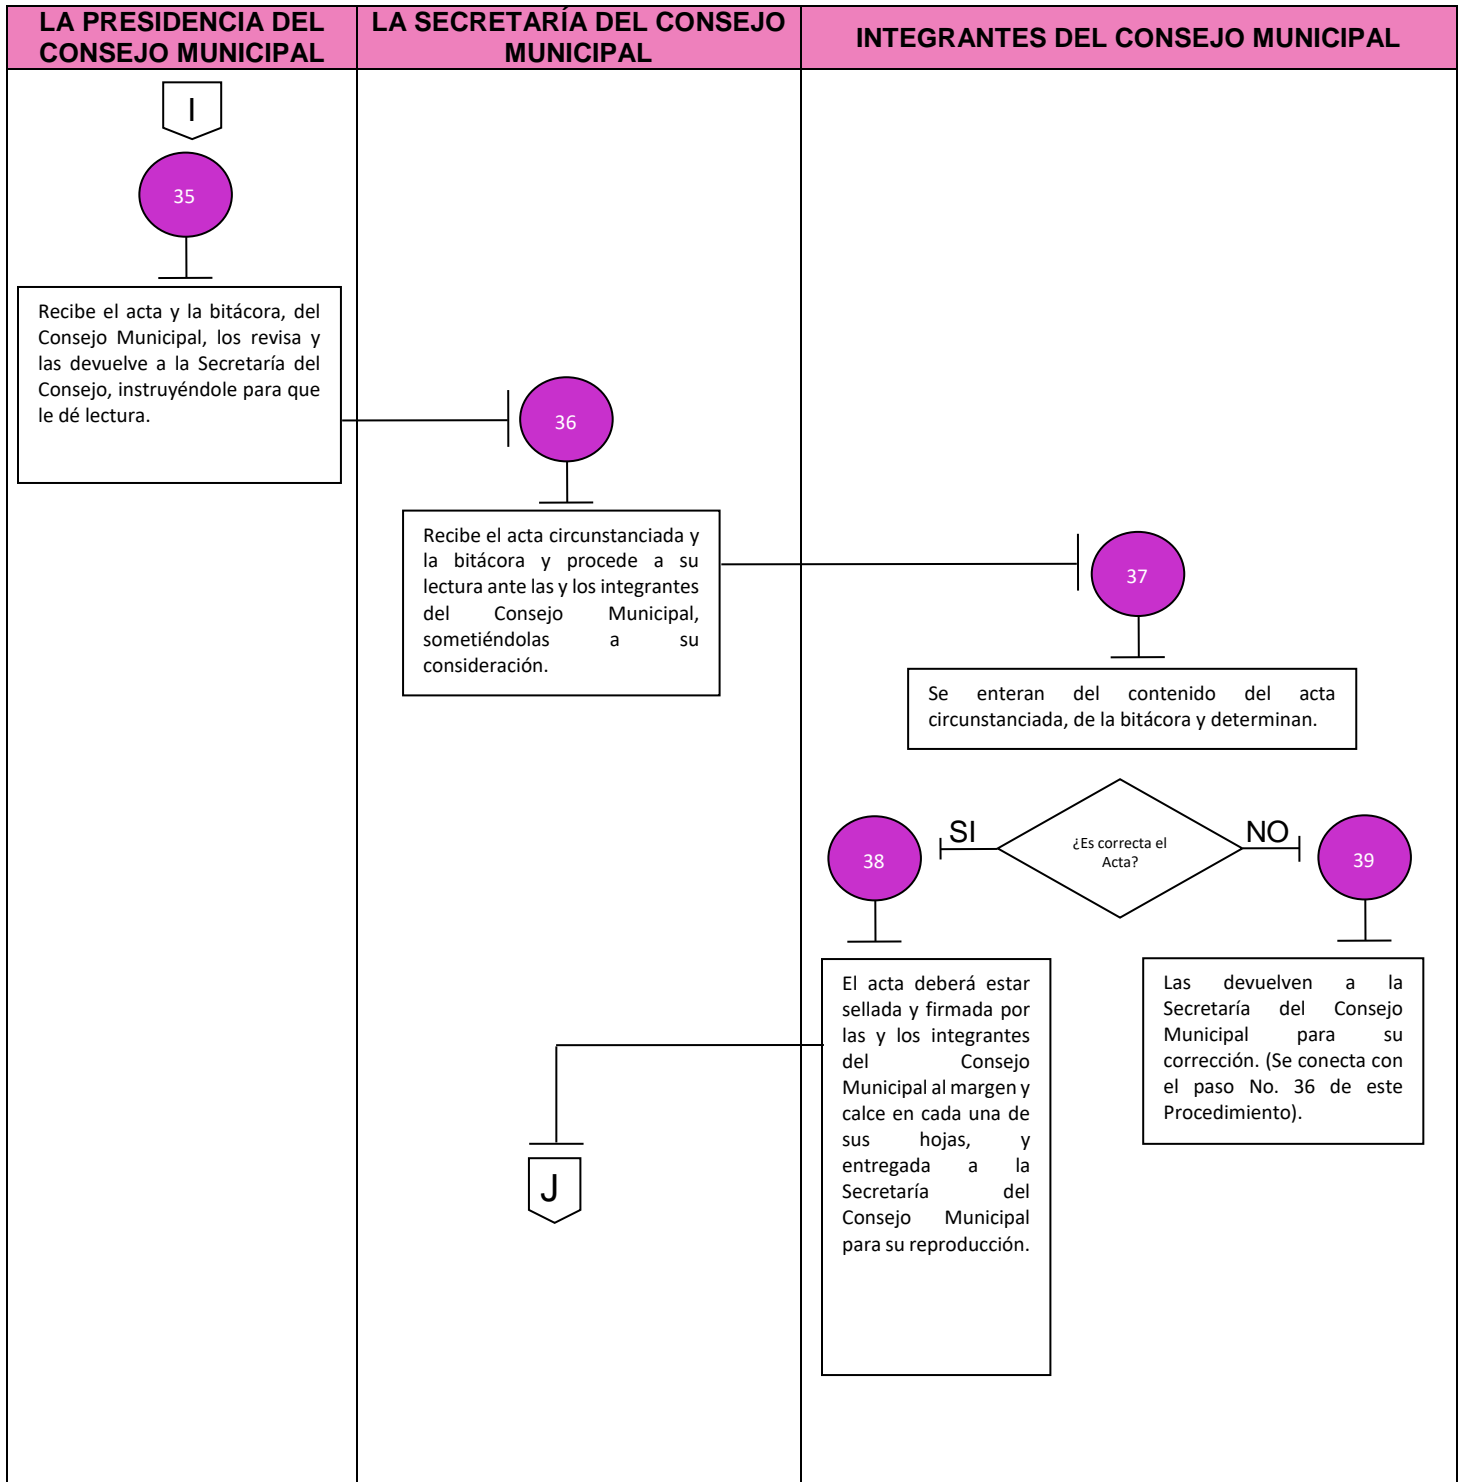 LA PRESIDENCIA DEL
CONSEJO MUNICIPAL
LA SECRETARÍA DEL CONSEJO
MUNICIPAL
INTEGRANTES DEL CONSEJO MUNICIPAL
I
35
Recibe el acta y la bitácora, del
Consejo Municipal, los revisa y
las devuelve a la Secretaría del
Consejo, instruyéndole para que
le dé lectura.
36
Recibe el acta circunstanciada y
la bitácora y procede a su
lectura ante las y los integrantes
del Consejo Municipal,
sometiéndolas a su
consideración.
37
Se enteran del contenido del acta
circunstanciada, de la bitácora y determinan.
¿Es correcta el
Acta?
SI
NO
38
39
El acta deberá estar
sellada y firmada por
las y los integrantes
del Consejo
Municipal al margen y
calce en cada una de
sus hojas, y
entregada a la
Secretaría del
Consejo Municipal
para su reproducción.
Las devuelven a la
Secretaría del Consejo
Municipal para su
corrección. (Se conecta con
el paso No. 36 de este
Procedimiento).
J